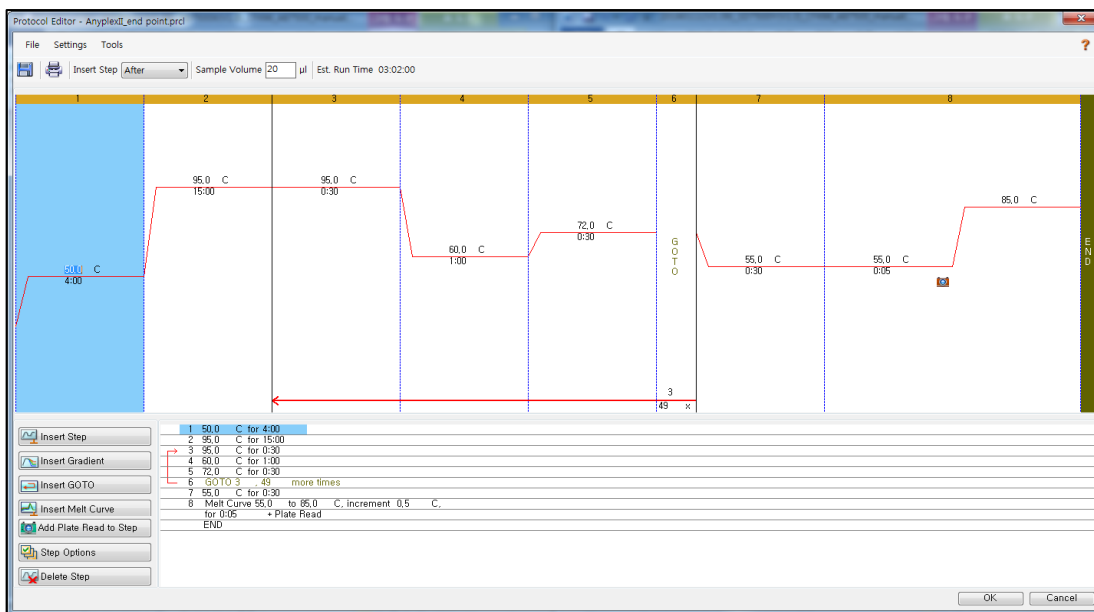 Protocol Editor - AnyplexII_end point.prcl
File Settings Tools ?
Insert Step After Sample Volume 20 μl Est. Run Time 03:02:00
1 2 3 4 5 6 7 8
95,0 C 95,0 C
15:00 0:30
85,0 C
72,0 C
0:30
60,0 C
1:00
55,0 C 55,0 C
0:30 0:05
50,0 C
4:00
GOTO
END
3
49 x
Insert Step
Insert Gradient
Insert GOTO
Insert Melt Curve
Add Plate Read to Step
Step Options
Delete Step
1 50,0 C for 4:00
2 95,0 C for 15:00
3 95,0 C for 0:30
4 60,0 C for 1:00
5 72,0 C for 0:30
6 GOTO 3 , 49 more times
7 55,0 C for 0:30
8 Melt Curve 55,0 to 85,0 C, increment 0,5 C,
for 0:05 + Plate Read
END
OK Cancel